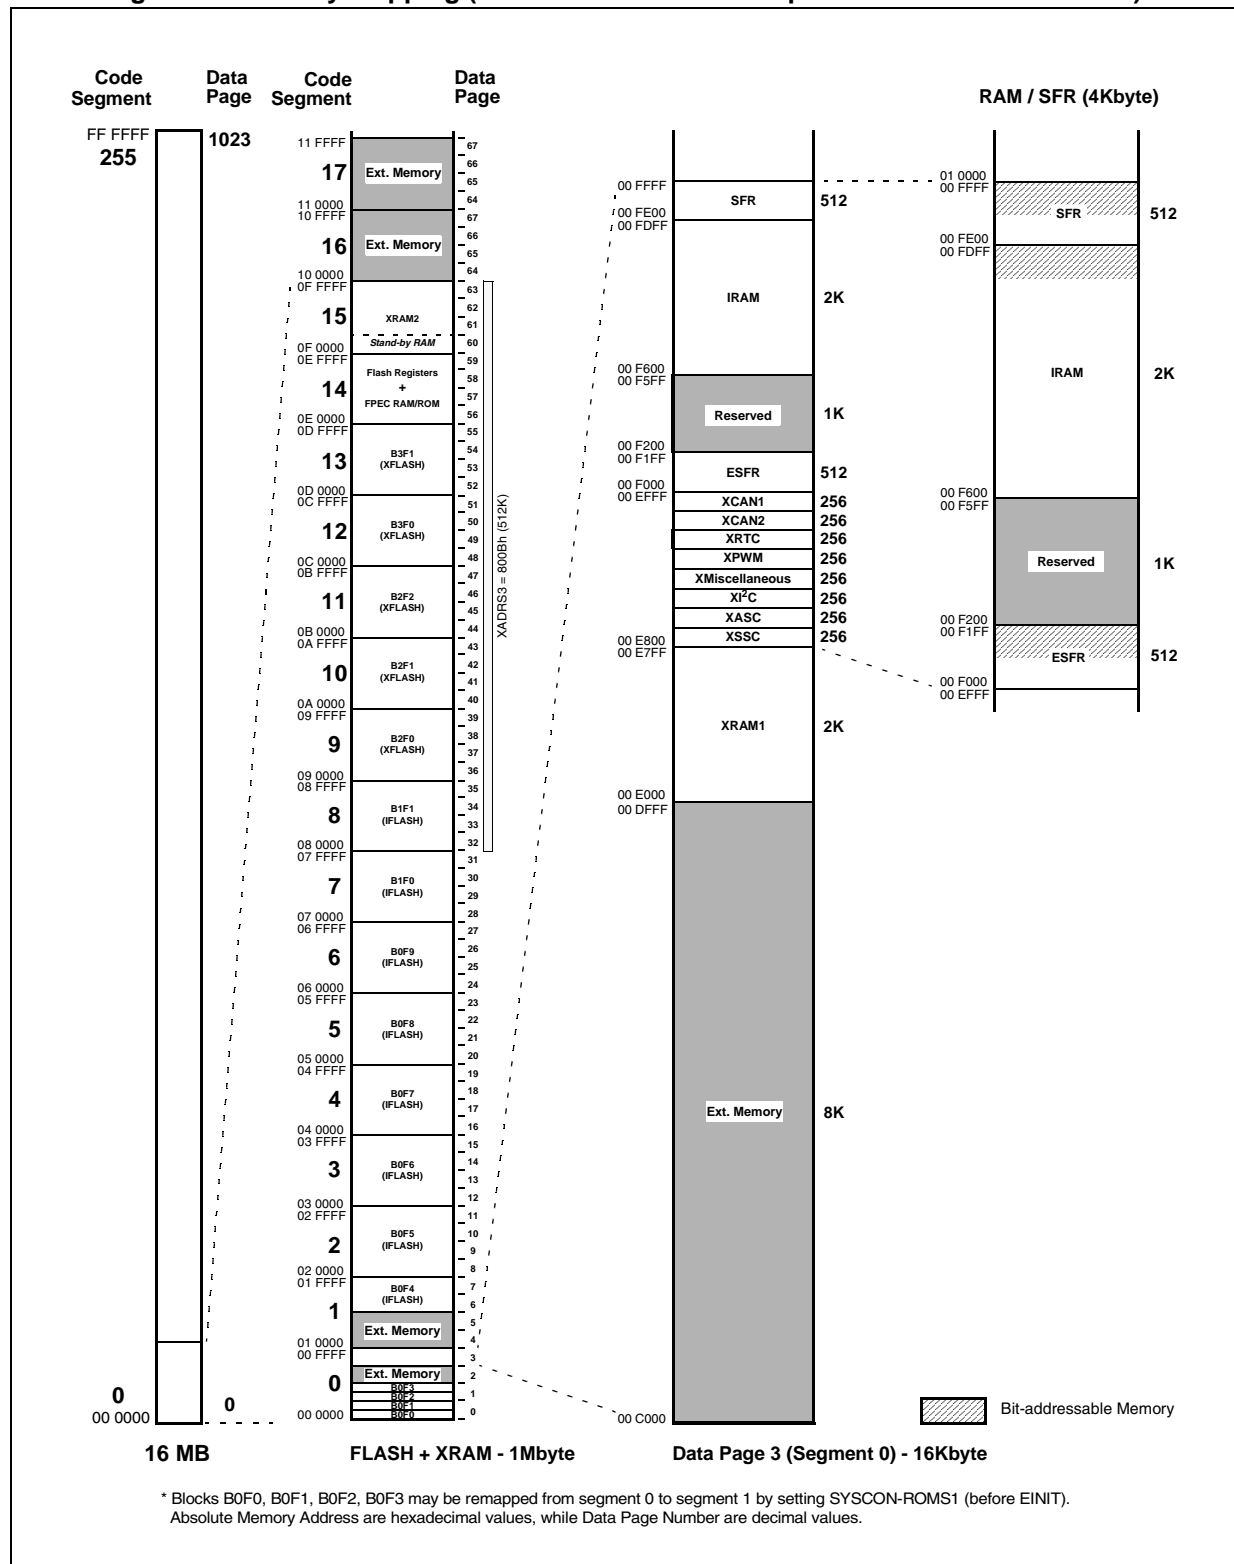 Code Segment
Data Page
Code Segment
Data Page
RAM / SFR (4Kbyte)
FF FFFF
255
1023
0
00 0000
0
16 MB
11 FFFF
17
Ext. Memory
11 0000
10 FFFF
16
Ext. Memory
10 0000
0F FFFF
15
XRAM2
Stand-by RAM
0F 0000
0E FFFF
14
Flash Registers
+
FPEC RAM/ROM
0E 0000
0D FFFF
13
B3F1
(XFLASH)
0D 0000
0C FFFF
12
B3F0
(XFLASH)
0C 0000
0B FFFF
11
B2F2
(XFLASH)
0B 0000
0A FFFF
10
B2F1
(XFLASH)
0A 0000
09 FFFF
9
B2F0
(XFLASH)
09 0000
08 FFFF
8
B1F1
(IFLASH)
08 0000
07 FFFF
7
B1F0
(IFLASH)
07 0000
06 FFFF
6
B0F9
(IFLASH)
06 0000
05 FFFF
5
B0F8
(IFLASH)
05 0000
04 FFFF
4
B0F7
(IFLASH)
04 0000
03 FFFF
3
B0F6
(IFLASH)
03 0000
02 FFFF
2
B0F5
(IFLASH)
02 0000
01 FFFF
1
B0F4
(IFLASH)
Ext. Memory
01 0000
00 FFFF
0
Ext. Memory
B0F3
B0F2
B0F1
B0F0
00 0000
67
66
65
64
67
66
65
64
63
62
61
60
59
58
57
56
55
54
53
52
51
50
49
48
47
46
45
44
43
42
41
40
39
38
37
36
35
34
33
32
31
30
29
28
27
26
25
24
23
22
21
20
19
18
17
16
15
14
13
12
11
10
9
8
7
6
5
4
3
2
1
0
XADRS3 = 800Bh (512K)
FLASH + XRAM - 1Mbyte
00 FFFF
SFR
512
00 FE00
00 FDFF
IRAM
2K
00 F600
00 F5FF
Reserved
1K
00 F200
00 F1FF
ESFR
512
00 F000
00 EFFF
XCAN1
256
XCAN2
256
XRTC
256
XPWM
256
XMiscellaneous
256
XI2C
256
XASC
256
XSSC
256
00 E800
00 E7FF
XRAM1
2K
00 E000
00 DFFF
Ext. Memory
8K
00 C000
Data Page 3 (Segment 0) - 16Kbyte
01 0000
00 FFFF
SFR
512
00 FE00
00 FDFF
IRAM
2K
00 F600
00 F5FF
Reserved
1K
00 F200
00 F1FF
ESFR
512
00 F000
00 EFFF
Bit-addressable Memory
* Blocks B0F0, B0F1, B0F2, B0F3 may be remapped from segment 0 to segment 1 by setting SYSCON-ROMS1 (before EINIT).
Absolute Memory Address are hexadecimal values, while Data Page Number are decimal values.